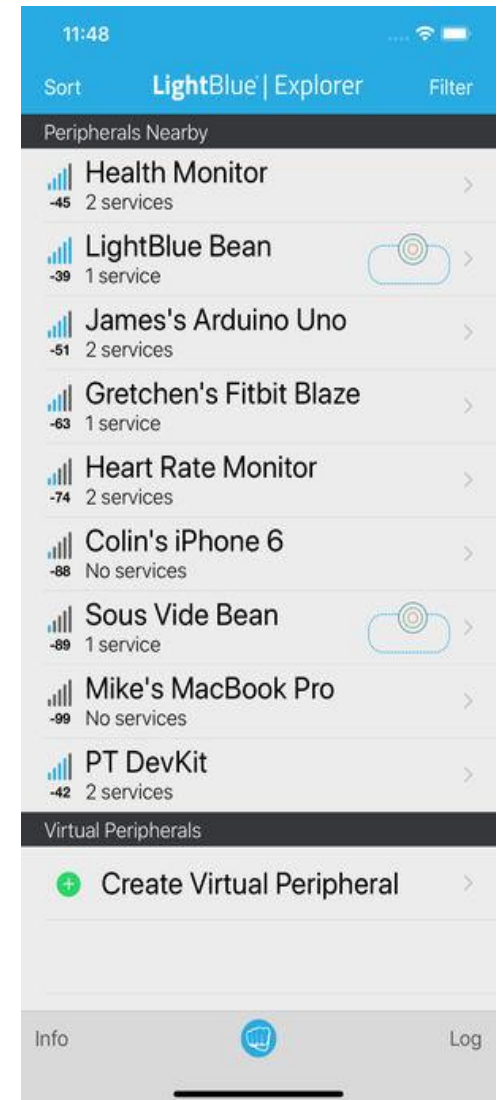 11:48
Sort LightBlue | Explorer Filter
Peripherals Nearby
Health Monitor
-45 2 services
LightBlue Bean
-39 1 service
James's Arduino Uno
-51 2 services
Gretchen's Fitbit Blaze
-63 1 service
Heart Rate Monitor
-74 2 services
Colin's iPhone 6
-88 No services
Sous Vide Bean
-89 1 service
Mike's MacBook Pro
-99 No services
PT DevKit
-42 2 services
Virtual Peripherals
Create Virtual Peripheral
Info Log